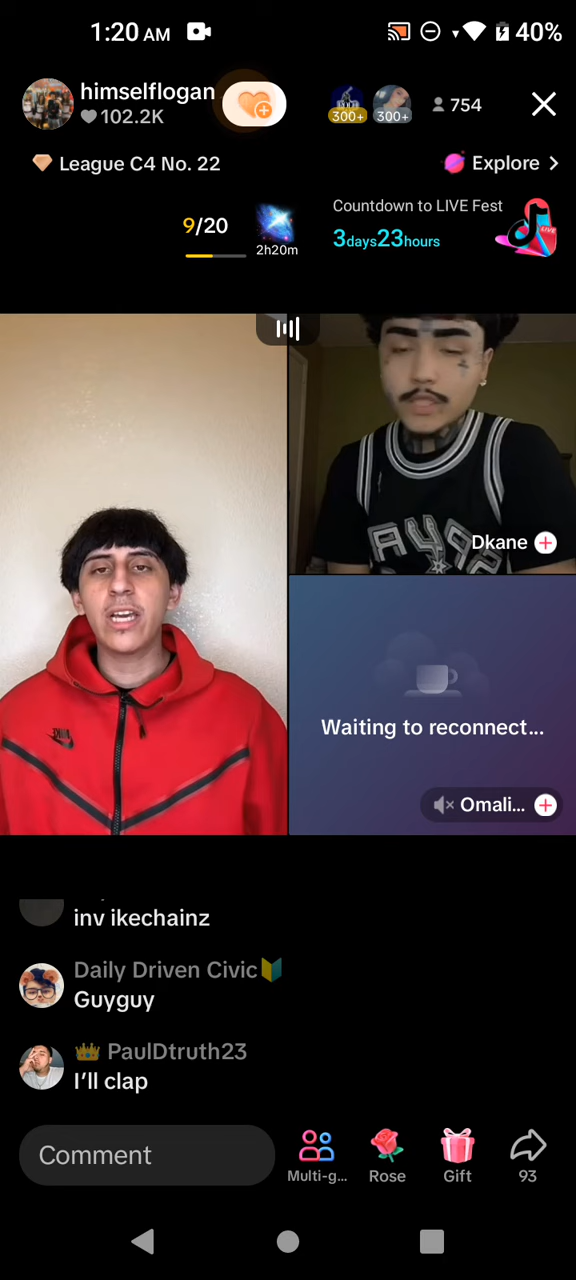 1:20 AM
40%
himselflogan
102.2K
300+
300+
754
League C4 No. 22
Explore >
9/20
2h20m
Countdown to LIVE Fest
3days23hours
LIVE
Dkane
Waiting to reconnect...
Omali...
inv ikechainz
Daily Driven Civic
Guyguy
PaulDtruth23
I'll clap
Comment
Multi-g...
Rose
Gift
93